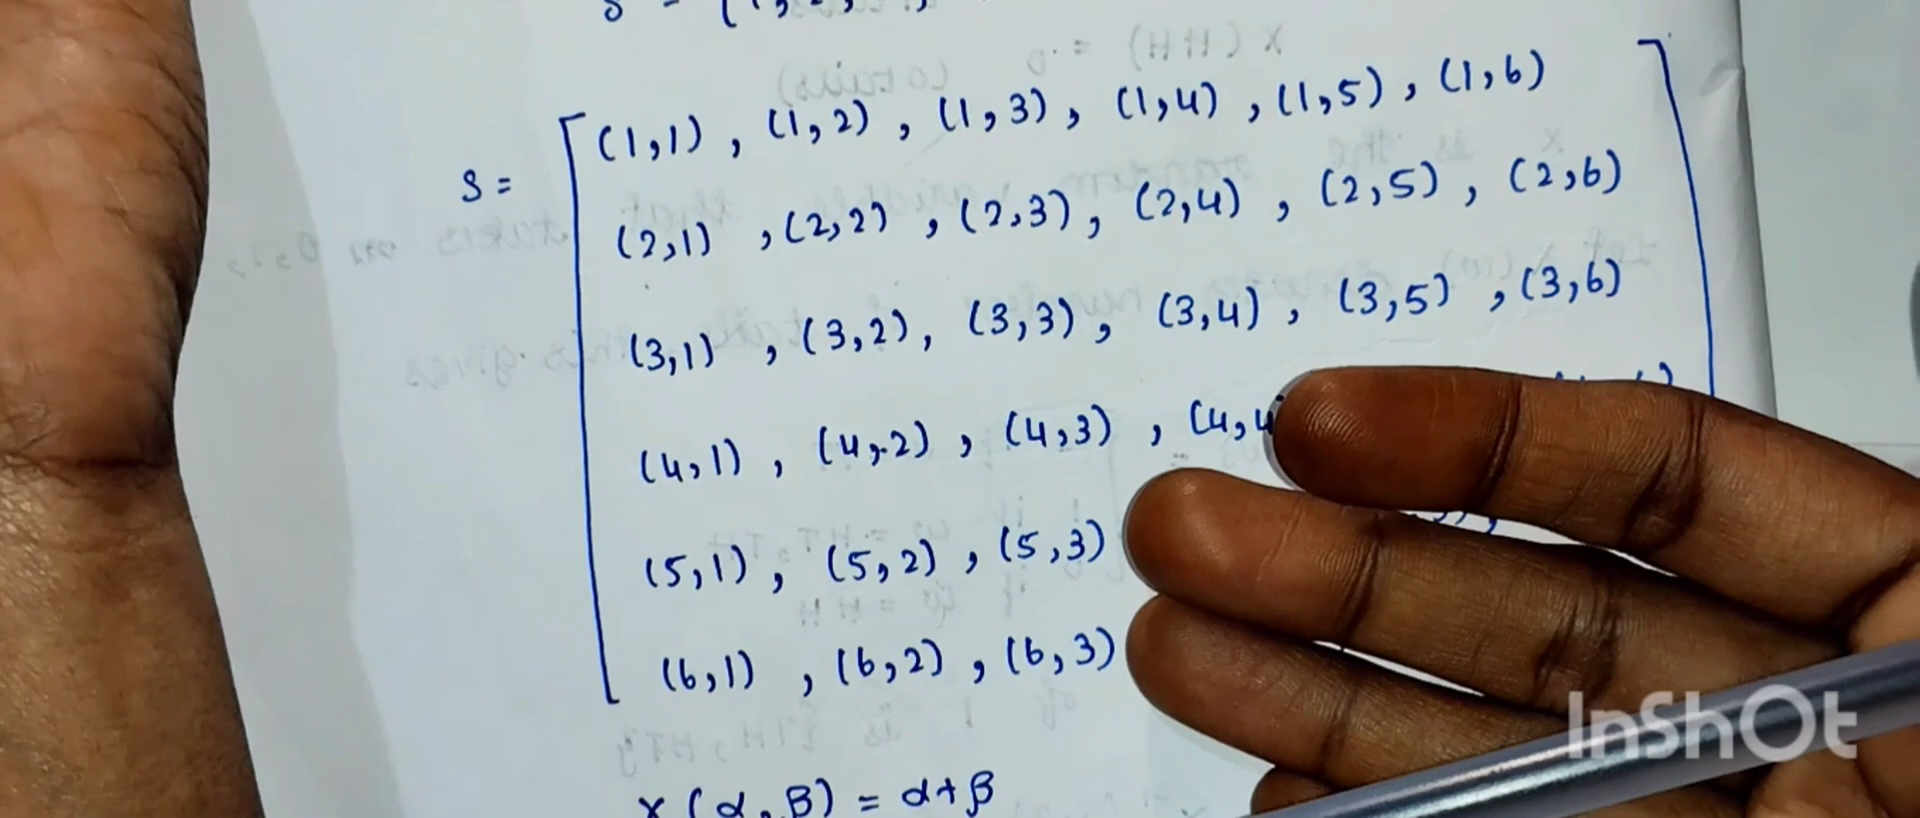 S =
(1,1), (1,2), (1,3), (1,4), (1,5), (1,6)
(2,1), (2,2), (2,3), (2,4), (2,5), (2,6)
(3,1), (3,2), (3,3), (3,4), (3,5), (3,6)
(4,1), (4,2), (4,3), (4,4
(5,1), (5,2), (5,3)
(6,1), (6,2), (6,3)
X(α,β) = α+β
InShOt